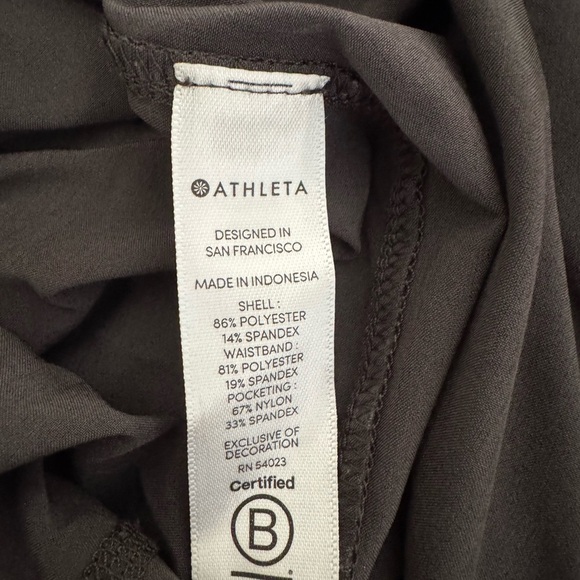 ATHLETA
DESIGNED IN
SAN FRANCISCO
MADE IN INDONESIA
SHELL :
86% POLYESTER
14% SPANDEX
WAISTBAND :
81% POLYESTER
19% SPANDEX
POCKETING :
67% NYLON
33% SPANDEX
EXCLUSIVE OF
DECORATION
RN 54023
Certified
B